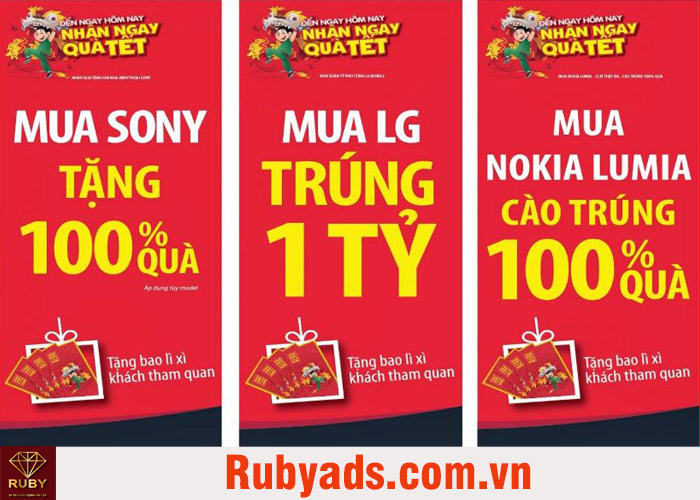 ĐẾN NGAY HÔM NAY
NHẬN NGAY
QUÀ TẾT
MUA SONY
TẶNG
100%
QUÀ
Áp dụng tùy model
Tặng bao lì xì
khách tham quan
ĐẾN NGAY HÔM NAY
NHẬN NGAY
QUÀ TẾT
MUA LG
TRÚNG
1 TỶ
Tặng bao lì xì
khách tham quan
ĐẾN NGAY HÔM NAY
NHẬN NGAY
QUÀ TẾT
MUA
NOKIA LUMIA
CÀO TRÚNG
100%
QUÀ
Tặng bao lì xì
khách tham quan
RUBY
Rubyads.com.vn